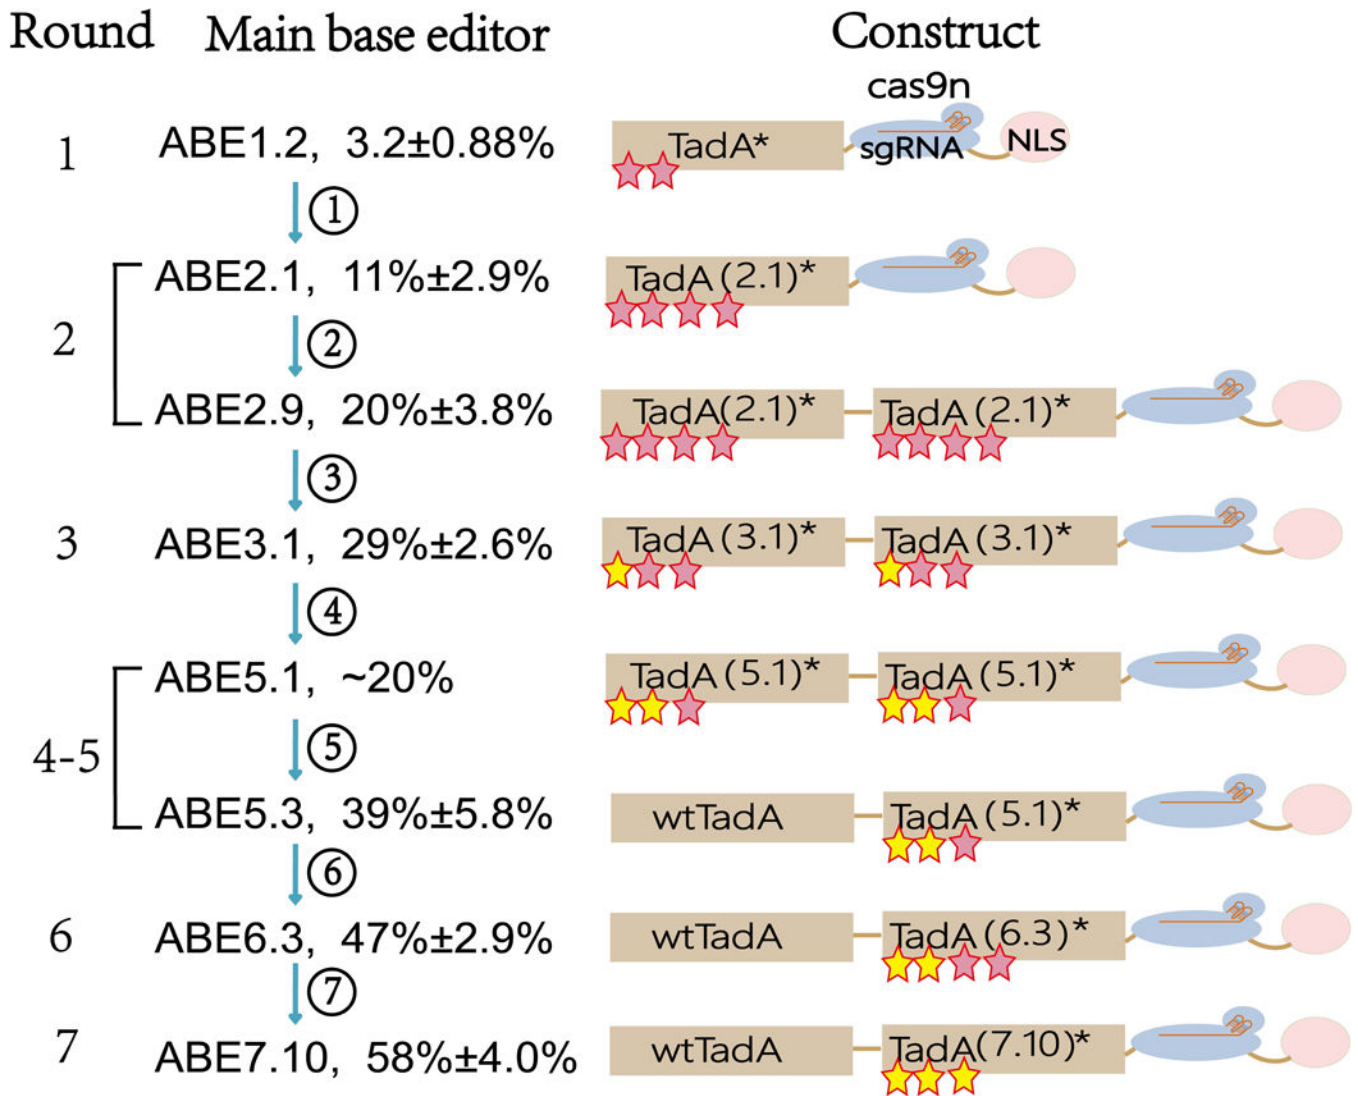 Round Main base editor Construct
cas9n
1 ABE1.2, 3.2±0.88% TadA* sgRNA NLS
①
ABE2.1, 11%±2.9% TadA(2.1)*
2 ②
ABE2.9, 20%±3.8% TadA(2.1)* TadA(2.1)*
③
3 ABE3.1, 29%±2.6% TadA(3.1)* TadA(3.1)*
④
ABE5.1, ~20% TadA(5.1)* TadA(5.1)*
4-5 ⑤
ABE5.3, 39%±5.8% wtTadA TadA(5.1)*
⑥
6 ABE6.3, 47%±2.9% wtTadA TadA(6.3)*
⑦
7 ABE7.10, 58%±4.0% wtTadA TadA(7.10)*